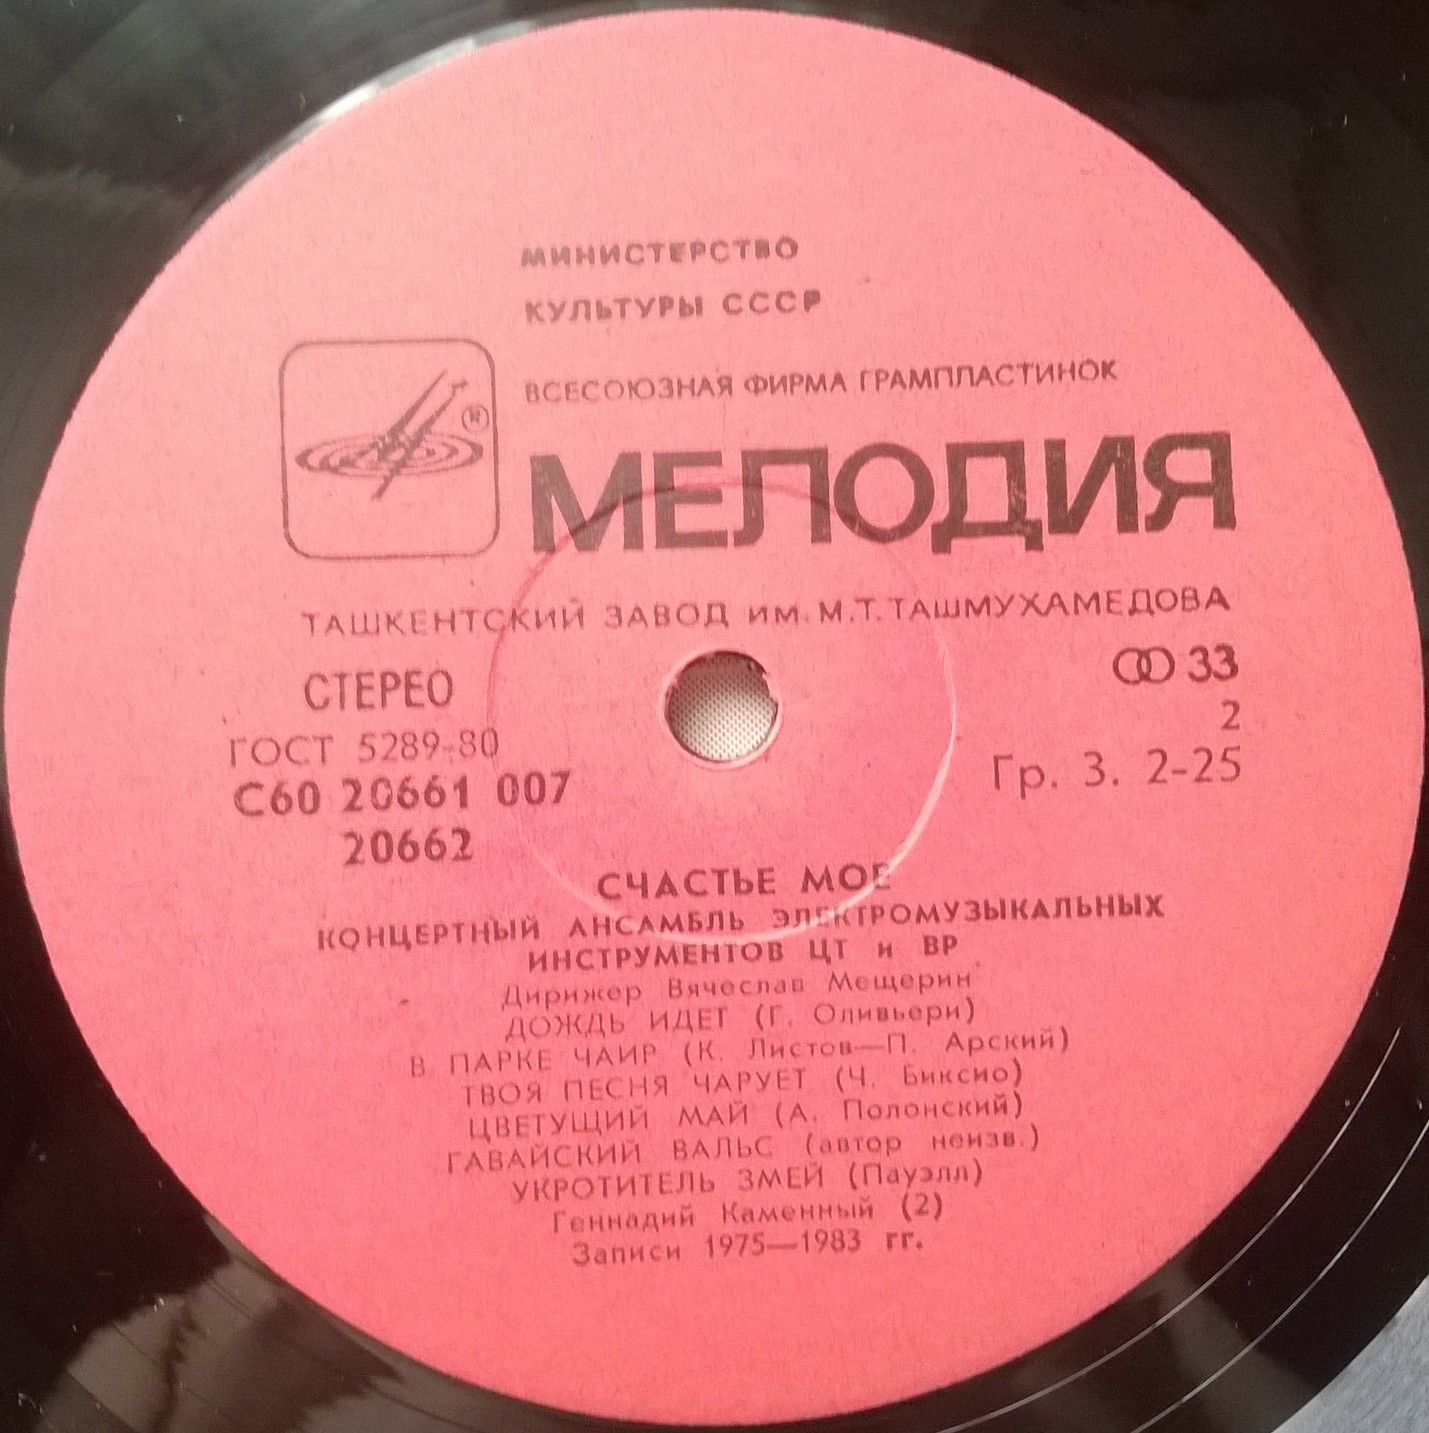 МИНИСТЕРСТВО
КУЛЬТУРЫ СССР
ВСЕСОЮЗНАЯ ФИРМА ГРАМПЛАСТИНОК
МЕЛОДИЯ
ТАШКЕНТСКИЙ ЗАВОД ИМ. М.Т.ТАШМУХАМЕДОВА
СТЕРЕО
ГОСТ 5289-80
С60 20661 007
20662
33
2
Гр. 3. 2-25
СЧАСТЬЕ МОЕ
КОНЦЕРТНЫЙ АНСАМБЛЬ ЭЛЕКТРОМУЗЫКАЛЬНЫХ
ИНСТРУМЕНТОВ ЦТ и ВР
Дирижер Вячеслав Мещерин
ДОЖДЬ ИДЕТ (Г. Оливьери)
В ПАРКЕ ЧАИР (К. Листов—П. Арский)
ТВОЯ ПЕСНЯ ЧАРУЕТ (Ч. Биксио)
ЦВЕТУЩИЙ МАЙ (А. Полонский)
ГАВАЙСКИЙ ВАЛЬС (автор неизв.)
УКРОТИТЕЛЬ ЗМЕЙ (Пауэлл)
Геннадий Каменный (2)
Записи 1975—1983 гг.